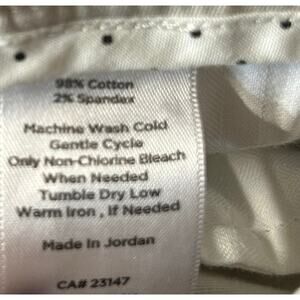 98% Cotton
2% Spandex
Machine Wash Cold
Gentle Cycle
Only Non-Chlorine Bleach
When Needed
Tumble Dry Low
Warm Iron , If Needed
Made In Jordan
CA# 23147